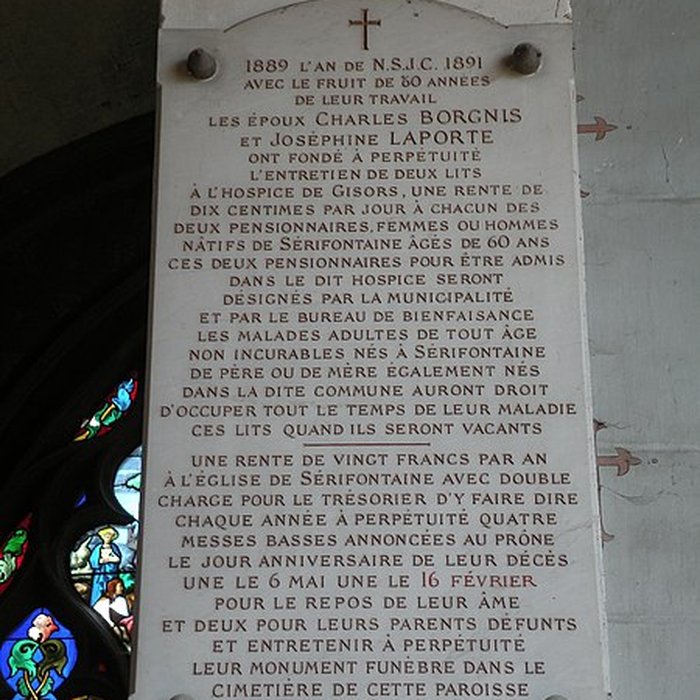 1889 L'AN DE N.S.J.C. 1891
AVEC LE FRUIT DE 60 ANNÉES
DE LEUR TRAVAIL
LES ÉPOUX CHARLES BORGNIS
ET JOSÉPHINE LAPORTE
ONT FONDÉ À PERPÉTUITÉ
L'ENTRETIEN DE DEUX LITS
À L'HOSPICE DE GISORS, UNE RENTE DE
DIX CENTIMES PAR JOUR À CHACUN DES
DEUX PENSIONNAIRES, FEMMES OU HOMMES
NÂTIFS DE SÉRIFONTAINE ÂGÈS DE 60 ANS
CES DEUX PENSIONNAIRES POUR ÊTRE ADMIS
DANS LE DIT HOSPICE SERONT
DÉSIGNÉS PAR LA MUNICIPALITÉ
ET PAR LE BUREAU DE BIENFAISANCE
LES MALADES ADULTES DE TOUT ÂGE
NON INCURABLES NÉS À SÉRIFONTAINE
DE PÈRE OU DE MÈRE ÉGALEMENT NÉS
DANS LA DITE COMMUNE AURONT DROIT
D'OCCUPER TOUT LE TEMPS DE LEUR MALADIE
CES LITS QUAND ILS SERONT VACANTS
UNE RENTE DE VINGT FRANCS PAR AN
À L'ÉGLISE DE SÉRIFONTAINE AVEC DOUBLE
CHARGE POUR LE TRÉSORIER D'Y FAIRE DIRE
CHAQUE ANNÉE À PERPÉTUITÉ QUATRE
MESSES BASSES ANNONCÉES AU PRÔNE
LE JOUR ANNIVERSAIRE DE LEUR DÉCÈS
UNE LE 6 MAI UNE LE 16 FÉVRIER
POUR LE REPOS DE LEUR ÂME
ET DEUX POUR LEURS PARENTS DÉFUNTS
ET ENTRETENIR À PERPÉTUITÉ
LEUR MONUMENT FUNÈBRE DANS LE
CIMETIÈRE DE CETTE PAROISSE